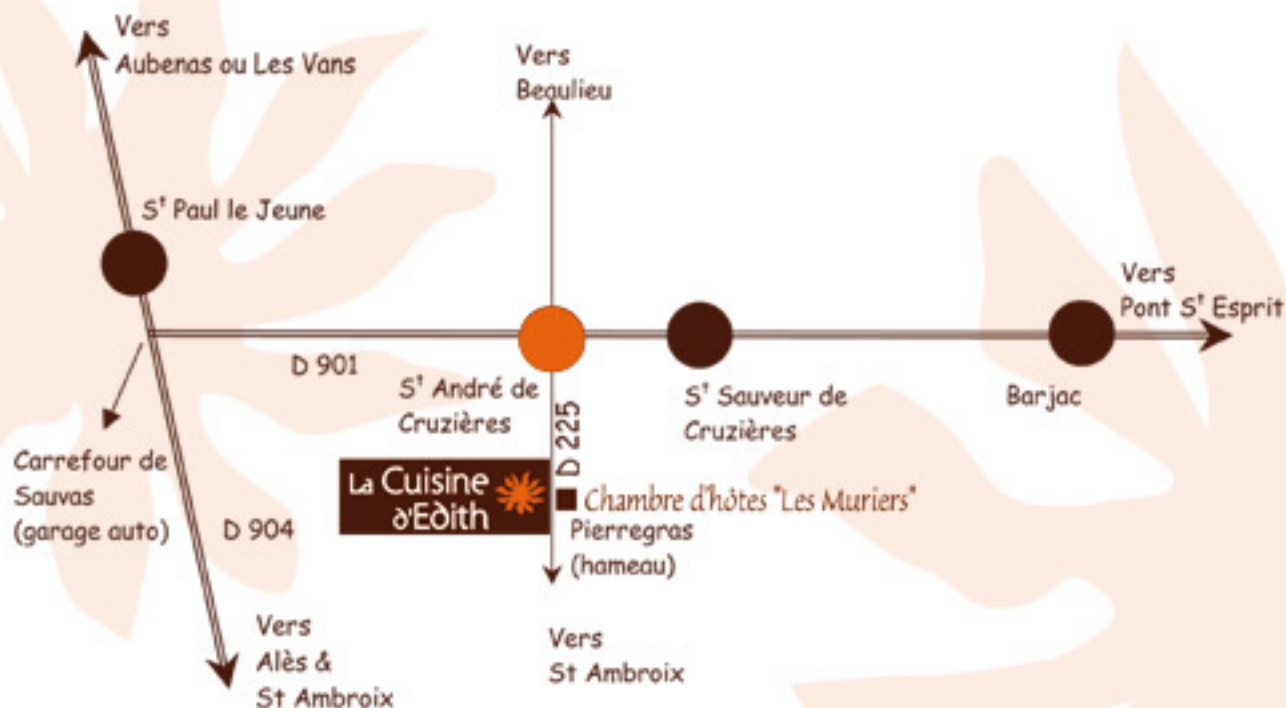 Vers
Aubenas ou Les Vans
Vers
Beaulieu
Sᵗ Paul le Jeune
Vers
Pont Sᵗ Esprit
D 901
Sᵗ André de
Cruzières
Sᵗ Sauveur de
Cruzières
Barjac
D 225
Carrefour de
Sauvas
(garage auto)
D 904
La Cuisine
d'Edith
Chambre d'hôtes "Les Muriers"
Pierregras
(hameau)
Vers
Alès &
St Ambroix
Vers
St Ambroix